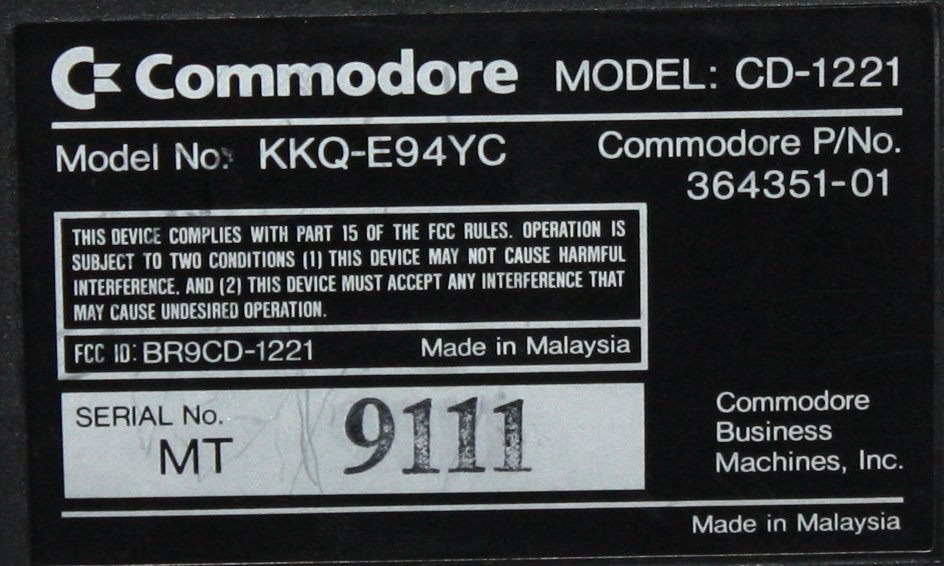 Commodore MODEL: CD-1221
Model No: KKQ-E94YC
Commodore P/No.
364351-01
THIS DEVICE COMPLIES WITH PART 15 OF THE FCC RULES. OPERATION IS
SUBJECT TO TWO CONDITIONS (1) THIS DEVICE MAY NOT CAUSE HARMFUL
INTERFERENCE, AND (2) THIS DEVICE MUST ACCEPT ANY INTERFERENCE THAT
MAY CAUSE UNDESIRED OPERATION.
FCC ID: BR9CD-1221 Made in Malaysia
SERIAL No.
MT 9111
Commodore
Business
Machines, Inc.
Made in Malaysia